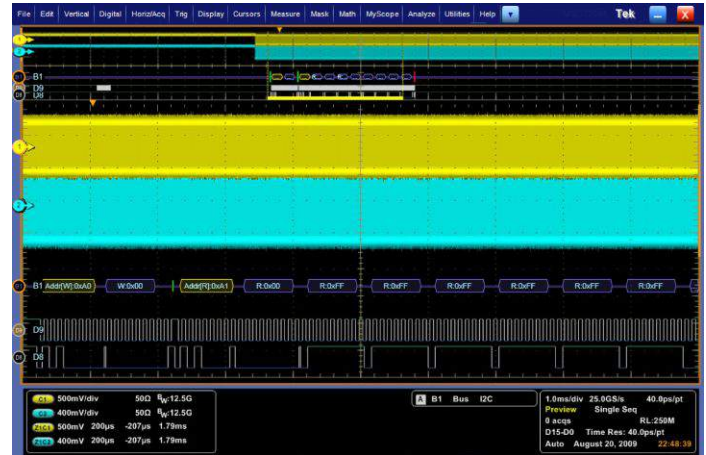 File Edit Vertical Digital Horiz/Acq Trig Display Cursors Measure Mask Math MyScope Analyze Utilities Help Tek X
1
2
B1
D9
D8
1
2
B1 Addr[W]:0xA0 W:0x00 Addr[R]:0xA1 R:0x00 R:0xFF R:0xFF R:0xFF R:0xFF R:0xFF R:0xFF
D9
D8
C1 500mV/div 50Ω BW:12.5G
C2 400mV/div 50Ω BW:12.5G
Z1C1 500mV 200µs -207µs 1.79ms
Z1C2 400mV 200µs -207µs 1.79ms
A B1 Bus I2C
1.0ms/div 25.0GS/s 40.0ps/pt
Preview Single Seq
0 acqs RL:250M
D15-D0 Time Res: 40.0ps/pt
Auto August 20, 2009 22:48:39